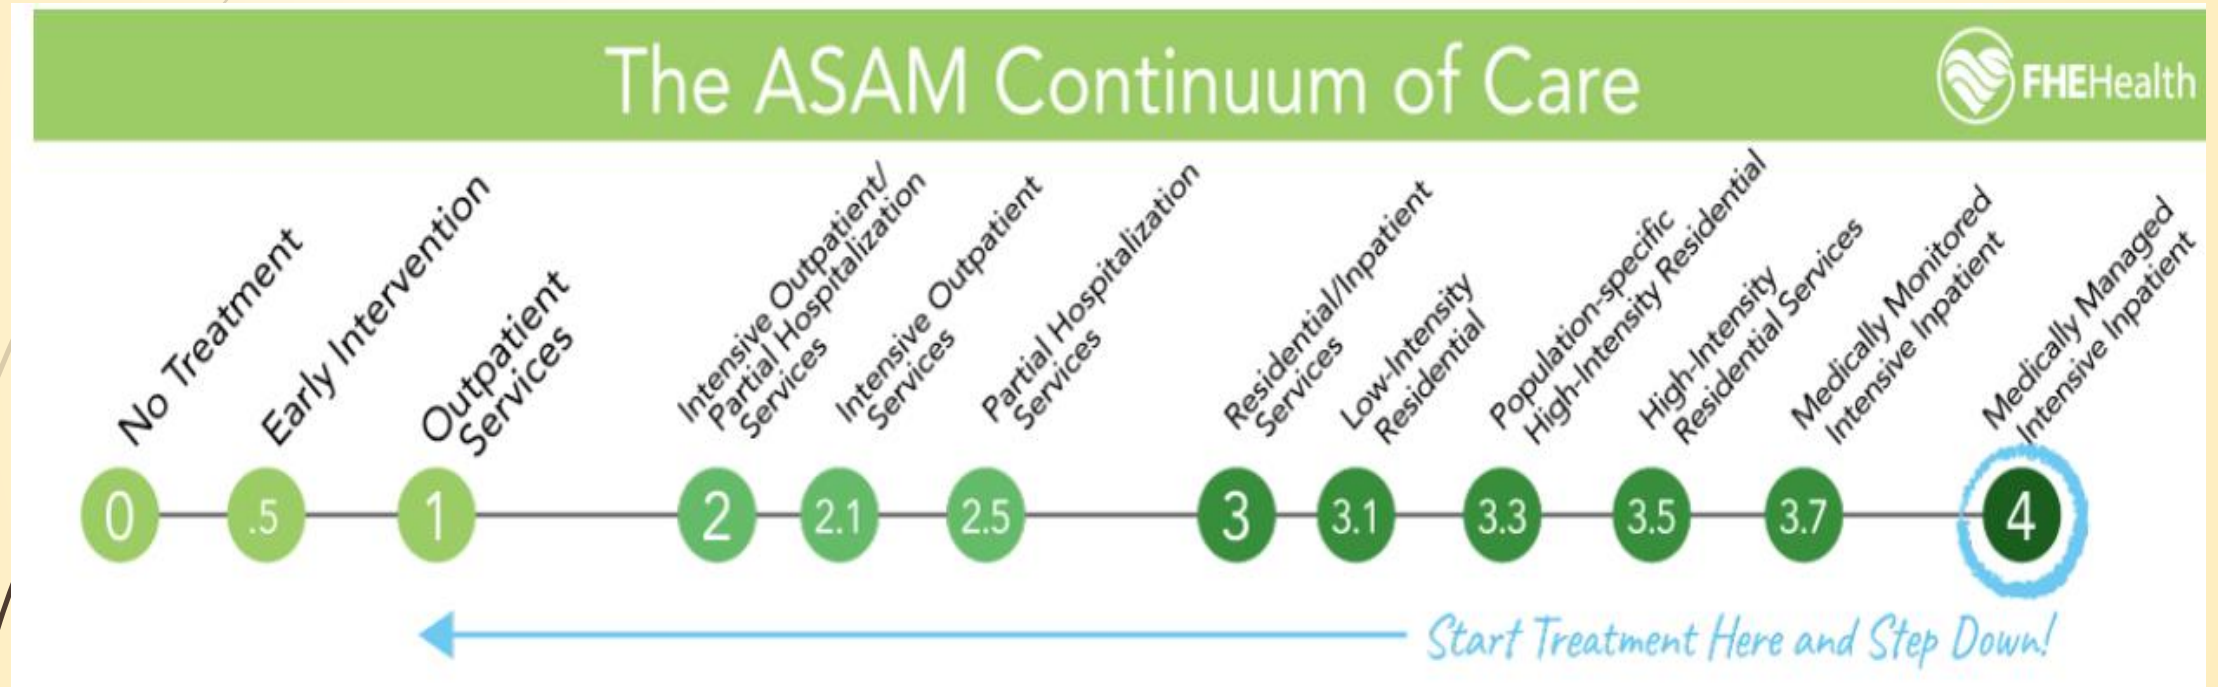 The ASAM Continuum of Care
FHEHealth
No Treatment
Early Intervention
Outpatient
Services
Intensive Outpatient/
Partial Hospitalization
Services
Intensive Outpatient
Services
Partial Hospitalization
Services
Residential/Inpatient
Services
Low-Intensity
Residential
Population-specific
High-Intensity Residential
High-Intensity
Residential Services
Medically Monitored
Intensive Inpatient
Medically Managed
Intensive Inpatient
0
.5
1
2
2.1
2.5
3
3.1
3.3
3.5
3.7
4
Start Treatment Here and Step Down!